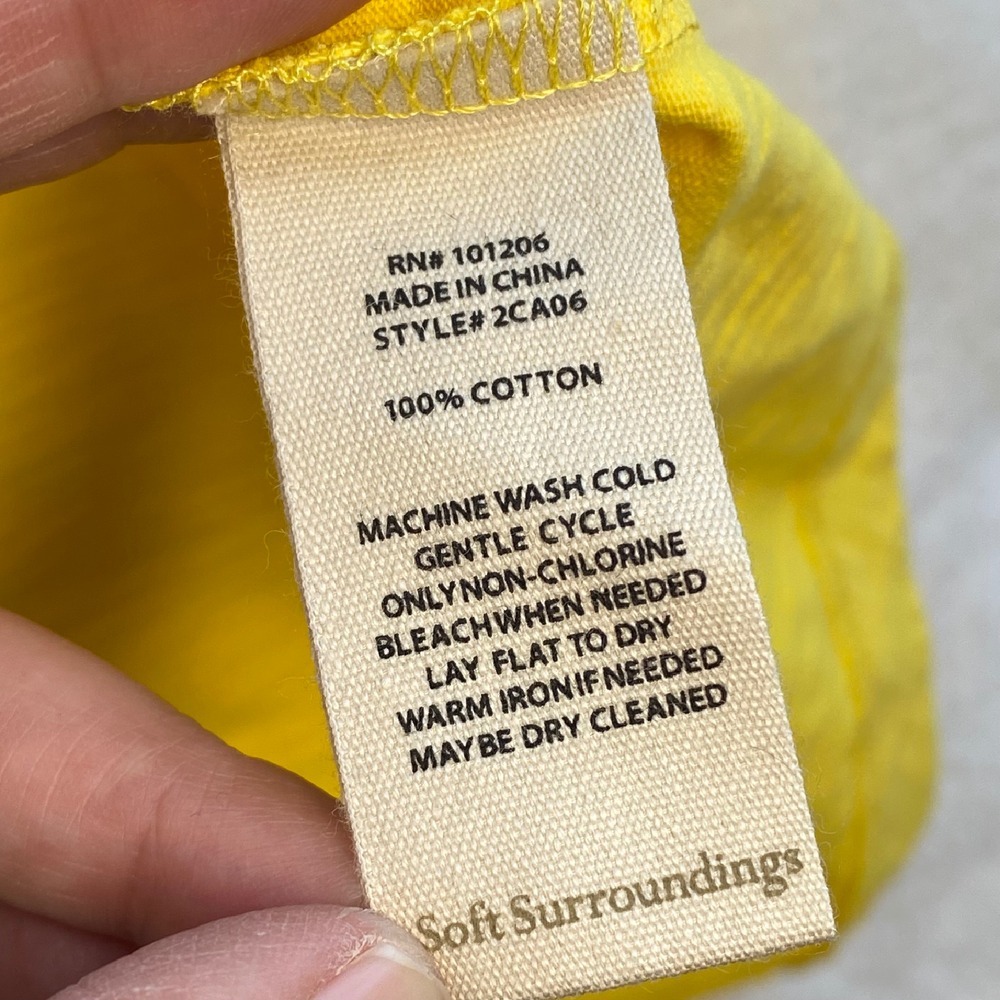 RN# 101206
MADE IN CHINA
STYLE# 2CA06
100% COTTON
MACHINE WASH COLD
GENTLE CYCLE
ONLY NON-CHLORINE
BLEACH WHEN NEEDED
LAY FLAT TO DRY
WARM IRON IF NEEDED
MAY BE DRY CLEANED
Soft Surroundings